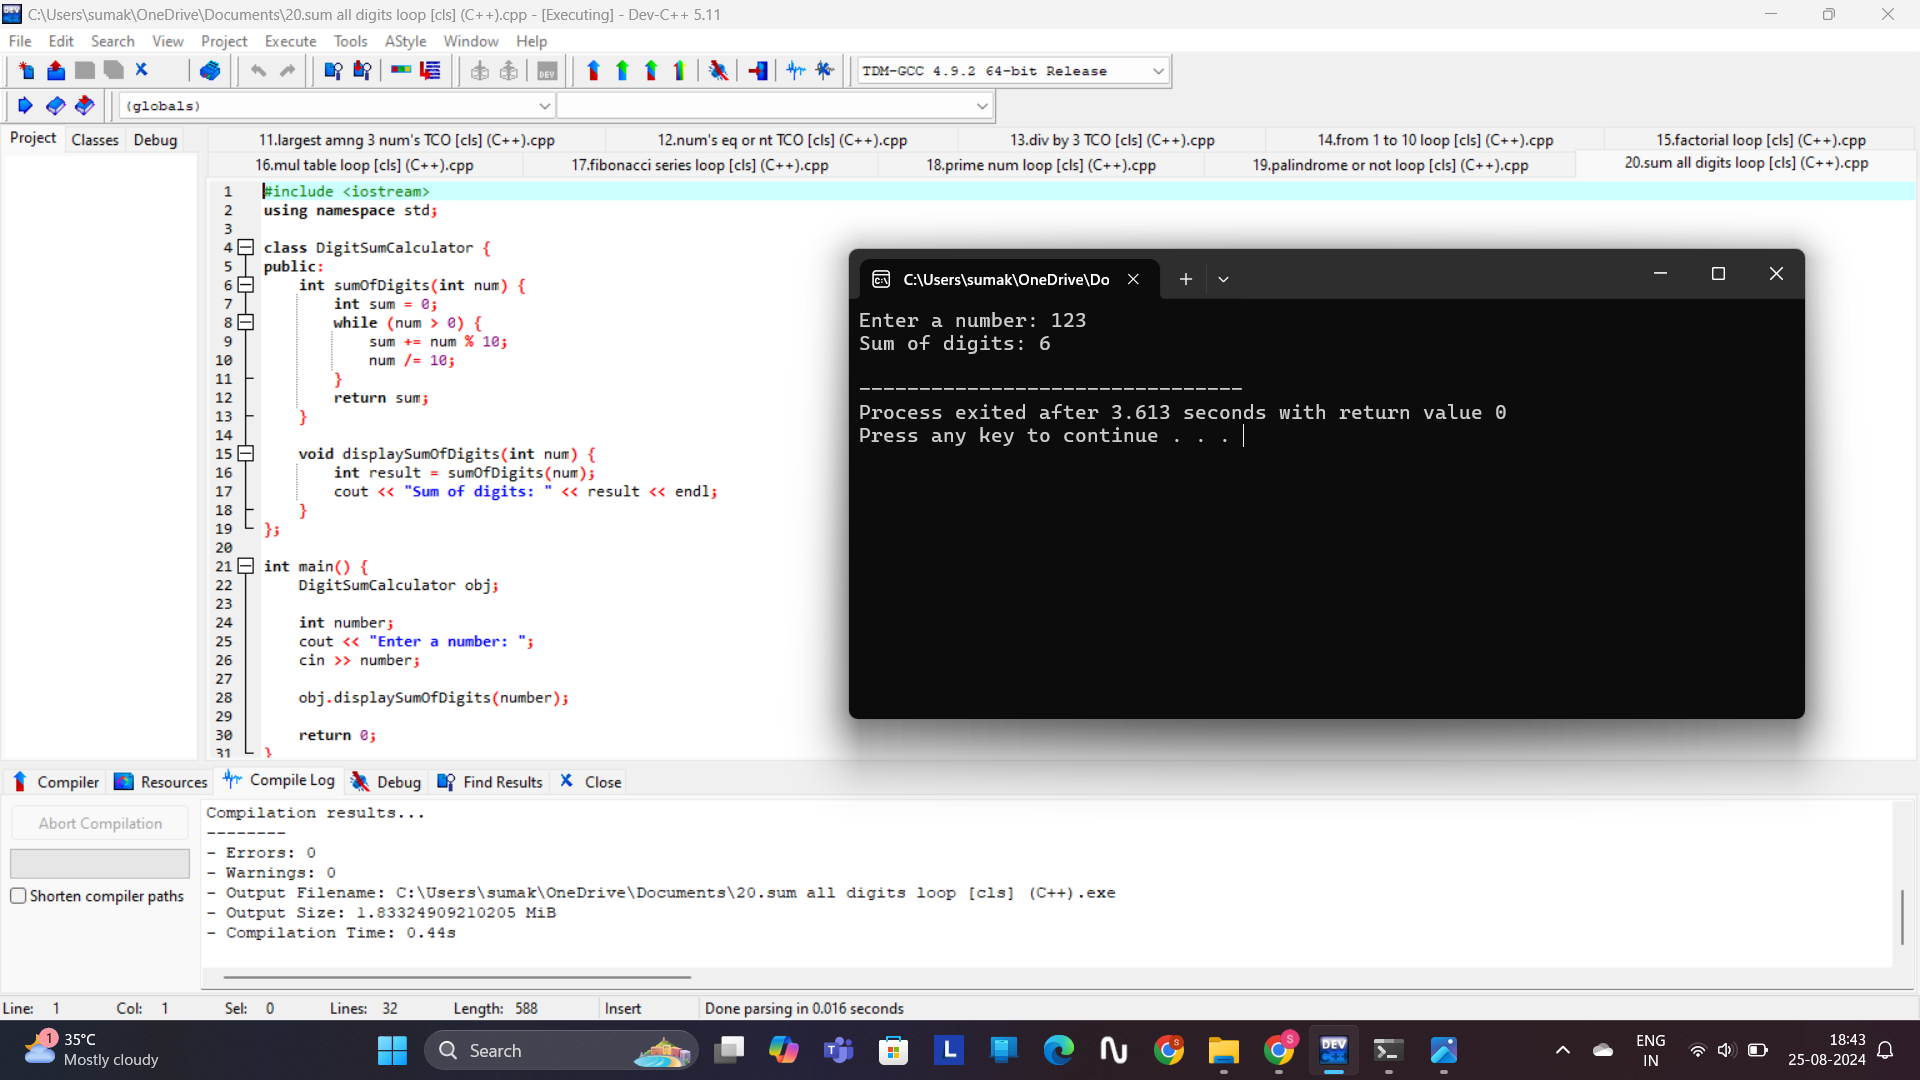 C:\Users\sumak\OneDrive\Documents\20.sum all digits loop [cls] (C++).cpp - [Executing] - Dev-C++ 5.11
File Edit Search View Project Execute Tools AStyle Window Help
TDM-GCC 4.9.2 64-bit Release
(globals)
Project Classes Debug
11.largest amng 3 num's TCO [cls] (C++).cpp 12.num's eq or nt TCO [cls] (C++).cpp 13.div by 3 TCO [cls] (C++).cpp 14.from 1 to 10 loop [cls] (C++).cpp 15.factorial loop [cls] (C++).cpp
16.mul table loop [cls] (C++).cpp 17.fibonacci series loop [cls] (C++).cpp 18.prime num loop [cls] (C++).cpp 19.palindrome or not loop [cls] (C++).cpp 20.sum all digits loop [cls] (C++).cpp
1 #include <iostream>
2 using namespace std;
3
4 class DigitSumCalculator {
5 public:
6 int sumOfDigits(int num) {
7 int sum = 0;
8 while (num > 0) {
9 sum += num % 10;
10 num /= 10;
11 }
12 return sum;
13 }
14
15 void displaySumOfDigits(int num) {
16 int result = sumOfDigits(num);
17 cout << "Sum of digits: " << result << endl;
18 }
19 };
20
21 int main() {
22 DigitSumCalculator obj;
23
24 int number;
25 cout << "Enter a number: ";
26 cin >> number;
27
28 obj.displaySumOfDigits(number);
29
30 return 0;
31 }
C:\Users\sumak\OneDrive\Do
Enter a number: 123
Sum of digits: 6
--------------------------------
Process exited after 3.613 seconds with return value 0
Press any key to continue . . .
Compiler Resources Compile Log Debug Find Results Close
Abort Compilation
Shorten compiler paths
Compilation results...
--------
- Errors: 0
- Warnings: 0
- Output Filename: C:\Users\sumak\OneDrive\Documents\20.sum all digits loop [cls] (C++).exe
- Output Size: 1.83324909210205 MiB
- Compilation Time: 0.44s
Line: 1 Col: 1 Sel: 0 Lines: 32 Length: 588 Insert Done parsing in 0.016 seconds
1
35°C
Mostly cloudy
Search
L
S
S
DEV
C++
ENG
IN
18:43
25-08-2024